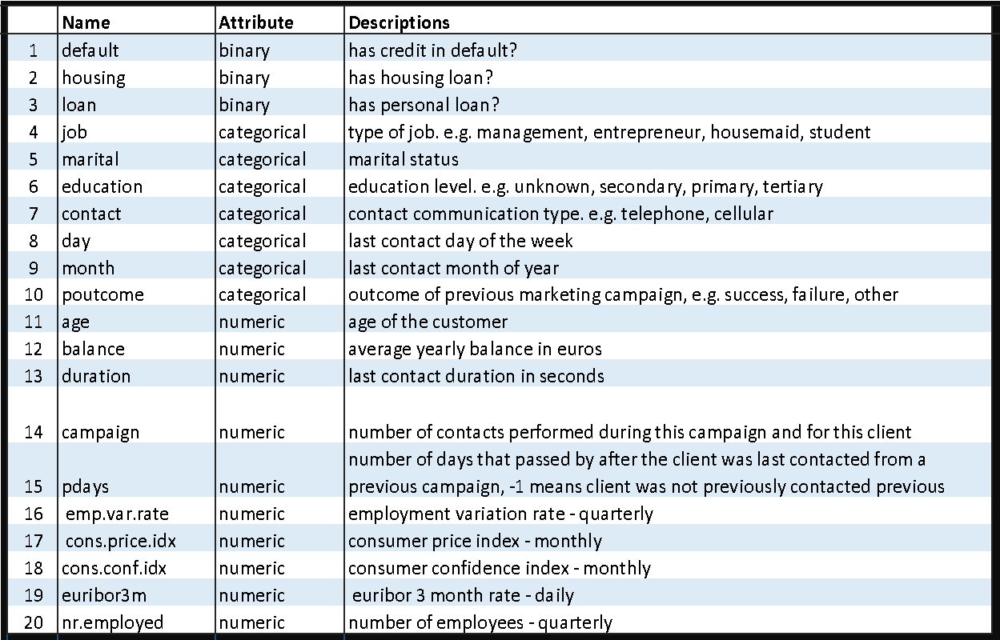 Name Attribute Descriptions
1 default binary has credit in default?
2 housing binary has housing loan?
3 loan binary has personal loan?
4 job categorical type of job. e.g. management, entrepreneur, housemaid, student
5 marital categorical marital status
6 education categorical education level. e.g. unknown, secondary, primary, tertiary
7 contact categorical contact communication type. e.g. telephone, cellular
8 day categorical last contact day of the week
9 month categorical last contact month of year
10 poutcome categorical outcome of previous marketing campaign, e.g. success, failure, other
11 age numeric age of the customer
12 balance numeric average yearly balance in euros
13 duration numeric last contact duration in seconds
14 campaign numeric number of contacts performed during this campaign and for this client
number of days that passed by after the client was last contacted from a
15 pdays numeric previous campaign, -1 means client was not previously contacted previous
16 emp.var.rate numeric employment variation rate - quarterly
17 cons.price.idx numeric consumer price index - monthly
18 cons.conf.idx numeric consumer confidence index - monthly
19 euribor3m numeric euribor 3 month rate - daily
20 nr.employed numeric number of employees - quarterly